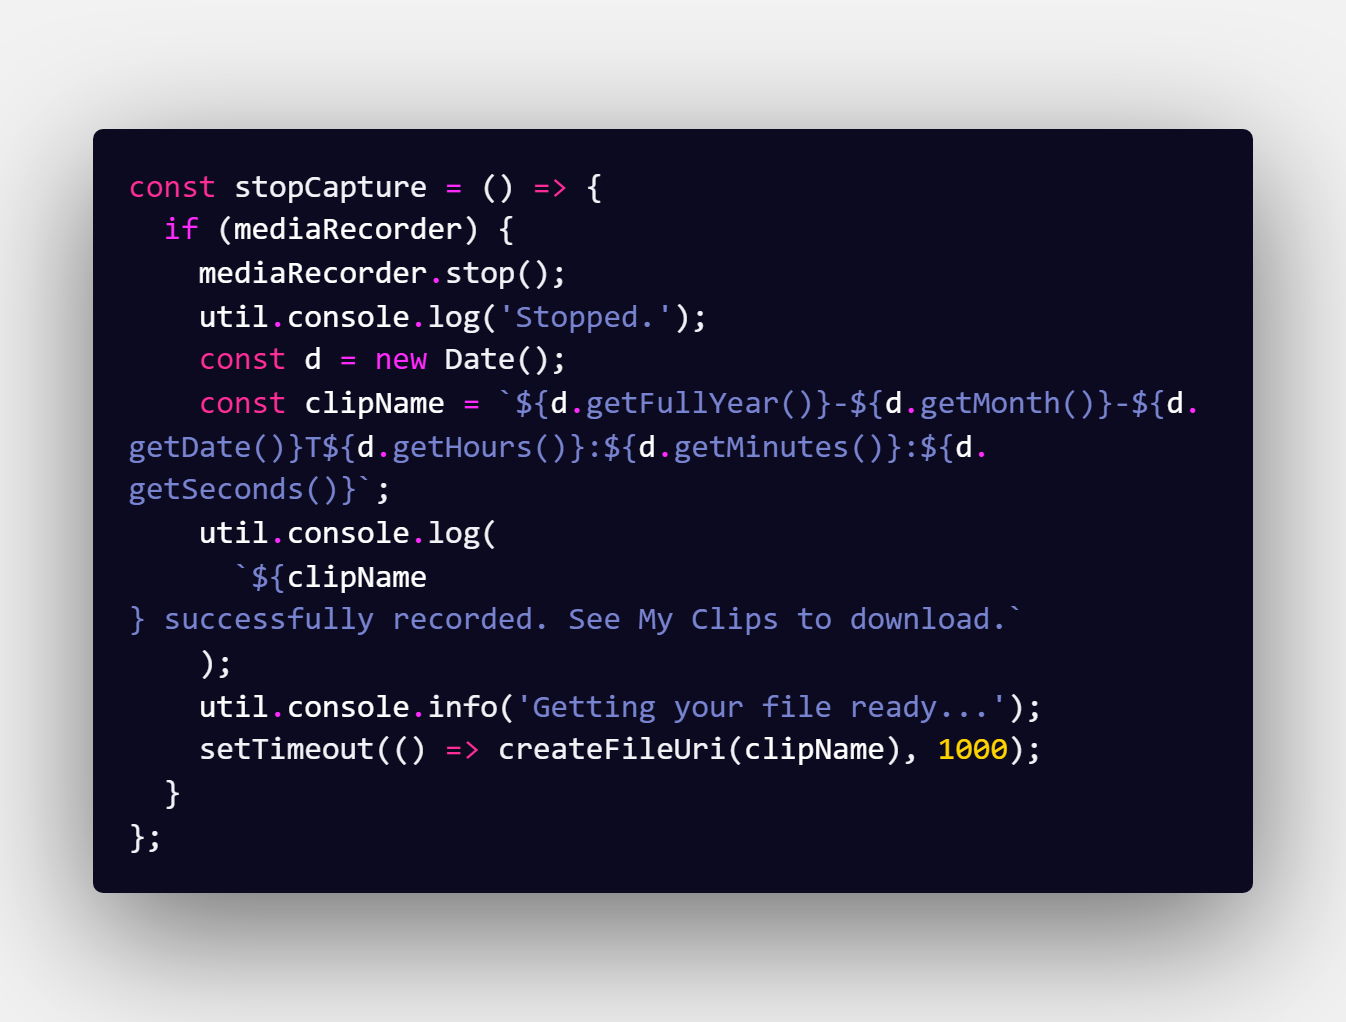 const stopCapture = () => {
  if (mediaRecorder) {
    mediaRecorder.stop();
    util.console.log('Stopped.');
    const d = new Date();
    const clipName = `${d.getFullYear()}-${d.getMonth()}-${d.
getDate()}T${d.getHours()}:${d.getMinutes()}:${d.
getSeconds()}`;
    util.console.log(
      `${clipName
} successfully recorded. See My Clips to download.`
    );
    util.console.info('Getting your file ready...');
    setTimeout(() => createFileUri(clipName), 1000);
  }
};